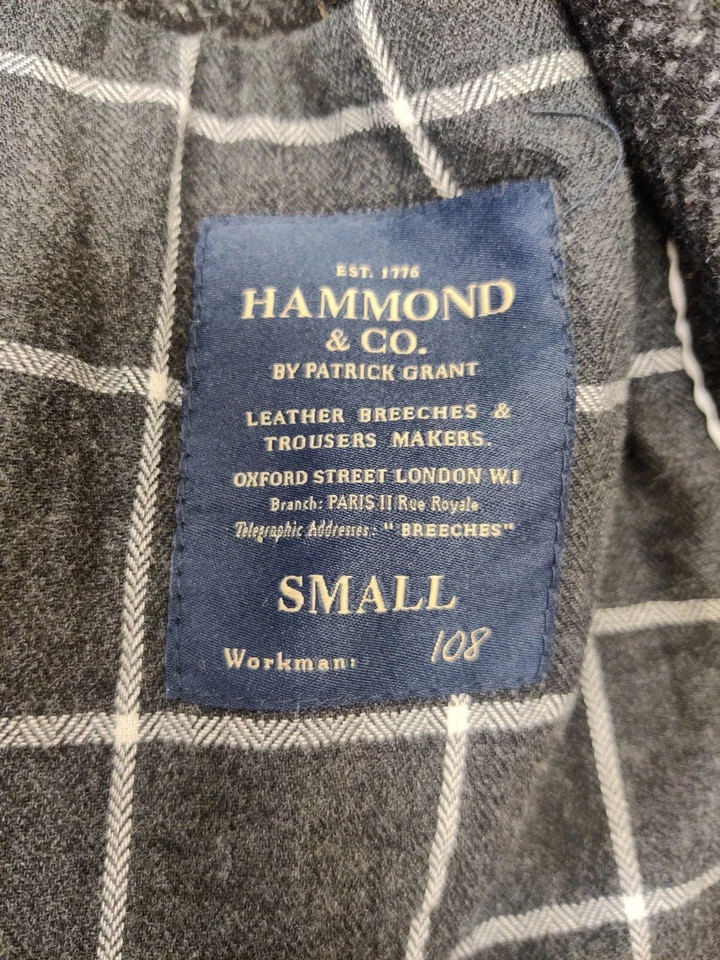 EST. 1776
HAMMOND
& CO.
BY PATRICK GRANT
LEATHER BREECHES &
TROUSERS MAKERS.
OXFORD STREET LONDON W.1
Branch: PARIS 11 Rue Royale
Telegraphic Addresses: "BREECHES"
SMALL
Workman: 108